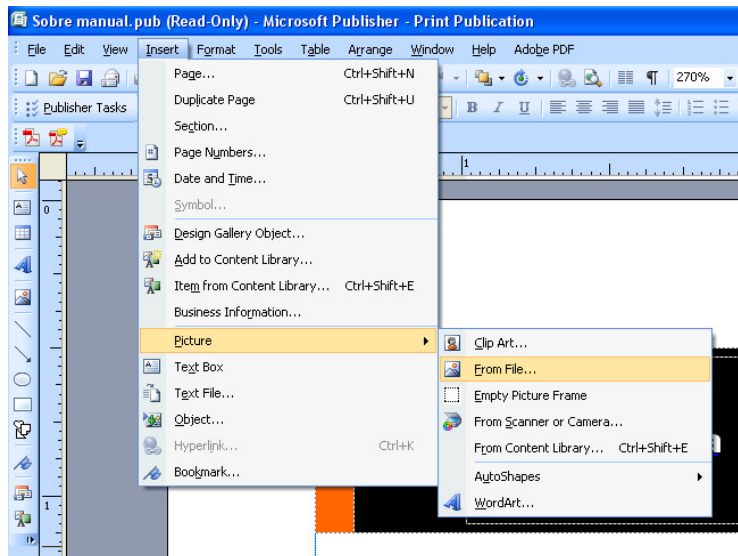 Sobre manual.pub (Read-Only) - Microsoft Publisher - Print Publication
File Edit View Insert Format Tools Table Arrange Window Help Adobe PDF
270%
Publisher Tasks
B I U
Page... Ctrl+Shift+N
Duplicate Page Ctrl+Shift+U
Section...
Page Numbers...
Date and Time...
Symbol...
Design Gallery Object...
Add to Content Library...
Item from Content Library... Ctrl+Shift+E
Business Information...
Picture
Text Box
Text File...
Object...
Hyperlink... Ctrl+K
Bookmark...
Clip Art...
From File...
Empty Picture Frame
From Scanner or Camera...
From Content Library... Ctrl+Shift+E
AutoShapes
WordArt...
0
1
1